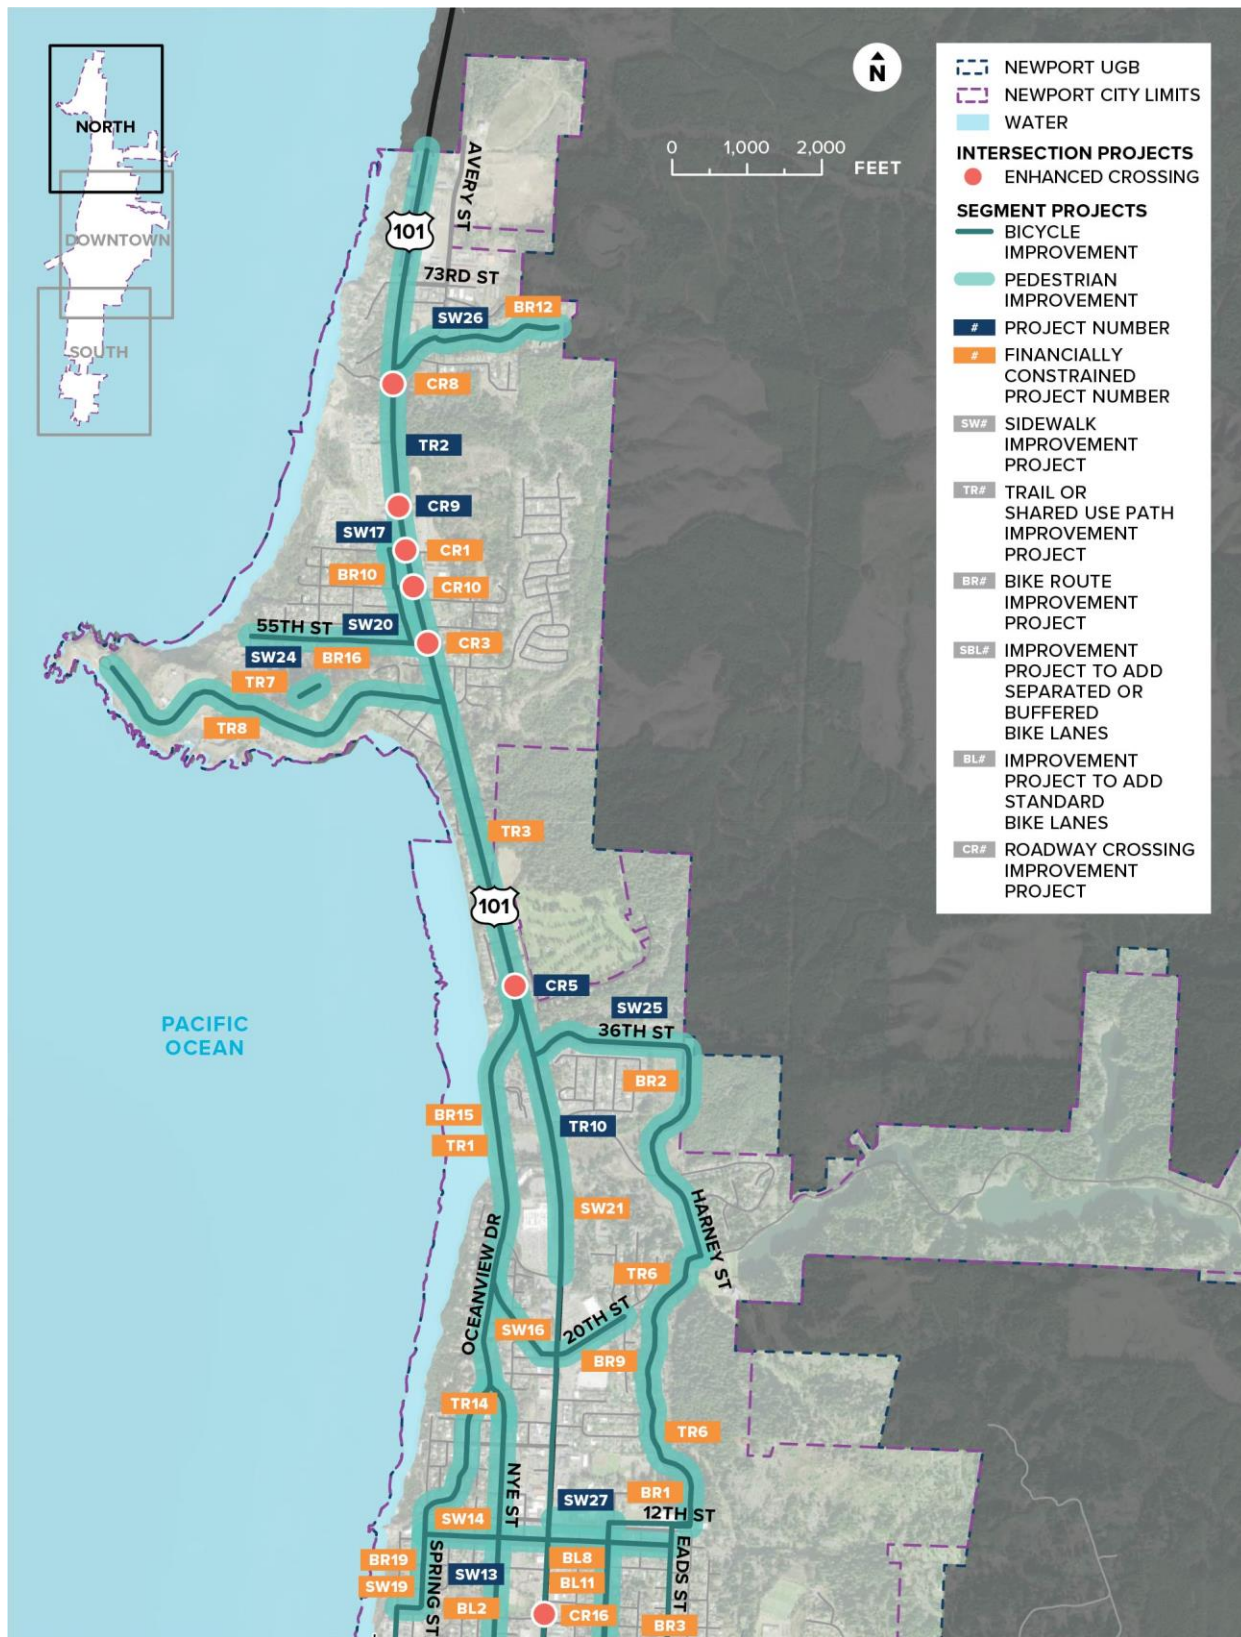 NORTH
DOWNTOWN
SOUTH
N
0 1,000 2,000
FEET
NEWPORT UGB
NEWPORT CITY LIMITS
WATER
INTERSECTION PROJECTS
ENHANCED CROSSING
SEGMENT PROJECTS
BICYCLE
IMPROVEMENT
PEDESTRIAN
IMPROVEMENT
# PROJECT NUMBER
# FINANCIALLY
CONSTRAINED
PROJECT NUMBER
SW# SIDEWALK
IMPROVEMENT
PROJECT
TR# TRAIL OR
SHARED USE PATH
IMPROVEMENT
PROJECT
BR# BIKE ROUTE
IMPROVEMENT
PROJECT
SBL# IMPROVEMENT
PROJECT TO ADD
SEPARATED OR
BUFFERED
BIKE LANES
BL# IMPROVEMENT
PROJECT TO ADD
STANDARD
BIKE LANES
CR# ROADWAY CROSSING
IMPROVEMENT
PROJECT
AVERY ST
101
73RD ST
BR12
SW26
CR8
TR2
CR9
SW17
CR1
BR10
CR10
55TH ST
SW20
CR3
SW24
BR16
TR7
TR8
TR3
101
CR5
SW25
36TH ST
PACIFIC
OCEAN
BR2
BR15
TR10
TR1
SW21
HARNEY ST
OCEANVIEW DR
TR6
SW16
20TH ST
BR9
TR14
TR6
NYE ST
BR1
SW27
12TH ST
SW14
BR19
SPRING ST
BL8
EADS ST
SW13
SW19
BL11
BL2
CR16
BR3